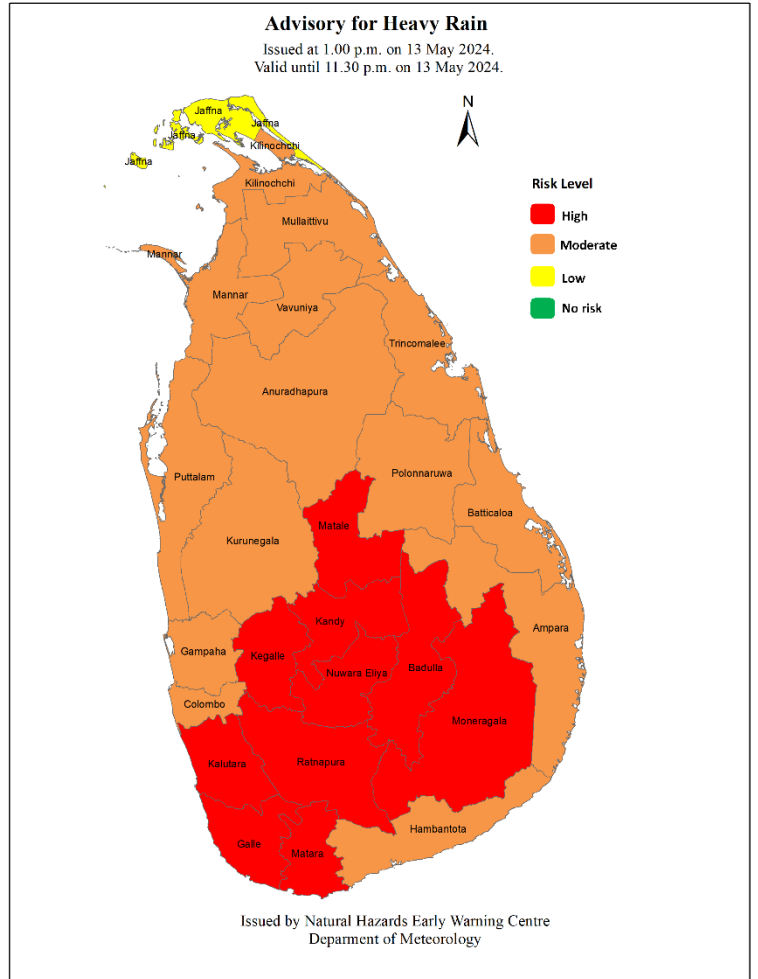 Advisory for Heavy Rain
Issued at 1.00 p.m. on 13 May 2024.
Valid until 11.30 p.m. on 13 May 2024.
N
Jaffna
Jaffna
Jaffna
Kilinochchi
Jaffna
Kilinochchi
Risk Level
High
Moderate
Low
No risk
Mullaittivu
Mannar
Mannar
Vavuniya
Trincomalee
Anuradhapura
Puttalam
Polonnaruwa
Batticaloa
Matale
Kurunegala
Kandy
Ampara
Gampaha
Kegalle
Nuwara Eliya
Badulla
Colombo
Moneragala
Kalutara
Ratnapura
Hambantota
Galle
Matara
Issued by Natural Hazards Early Warning Centre
Deparment of Meteorology